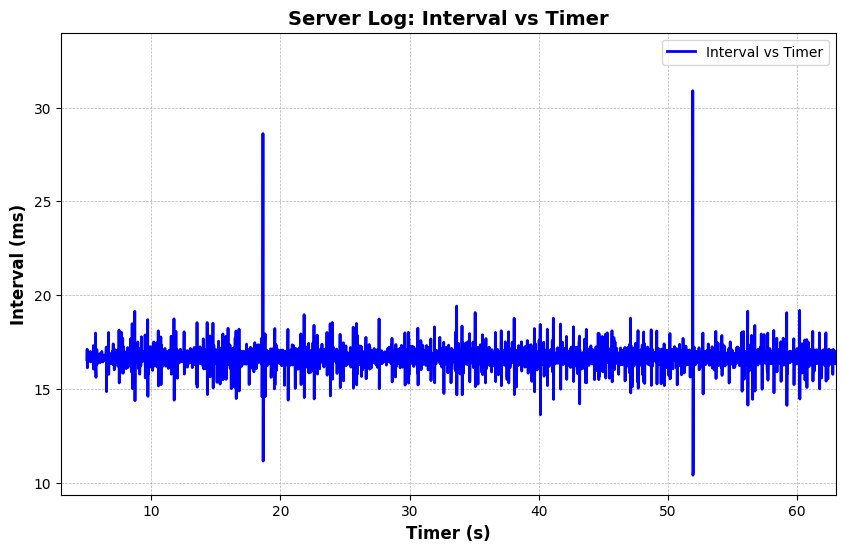 Server Log: Interval vs Timer
Interval vs Timer
Interval (ms)
30
25
20
15
10
10 20 30 40 50 60
Timer (s)